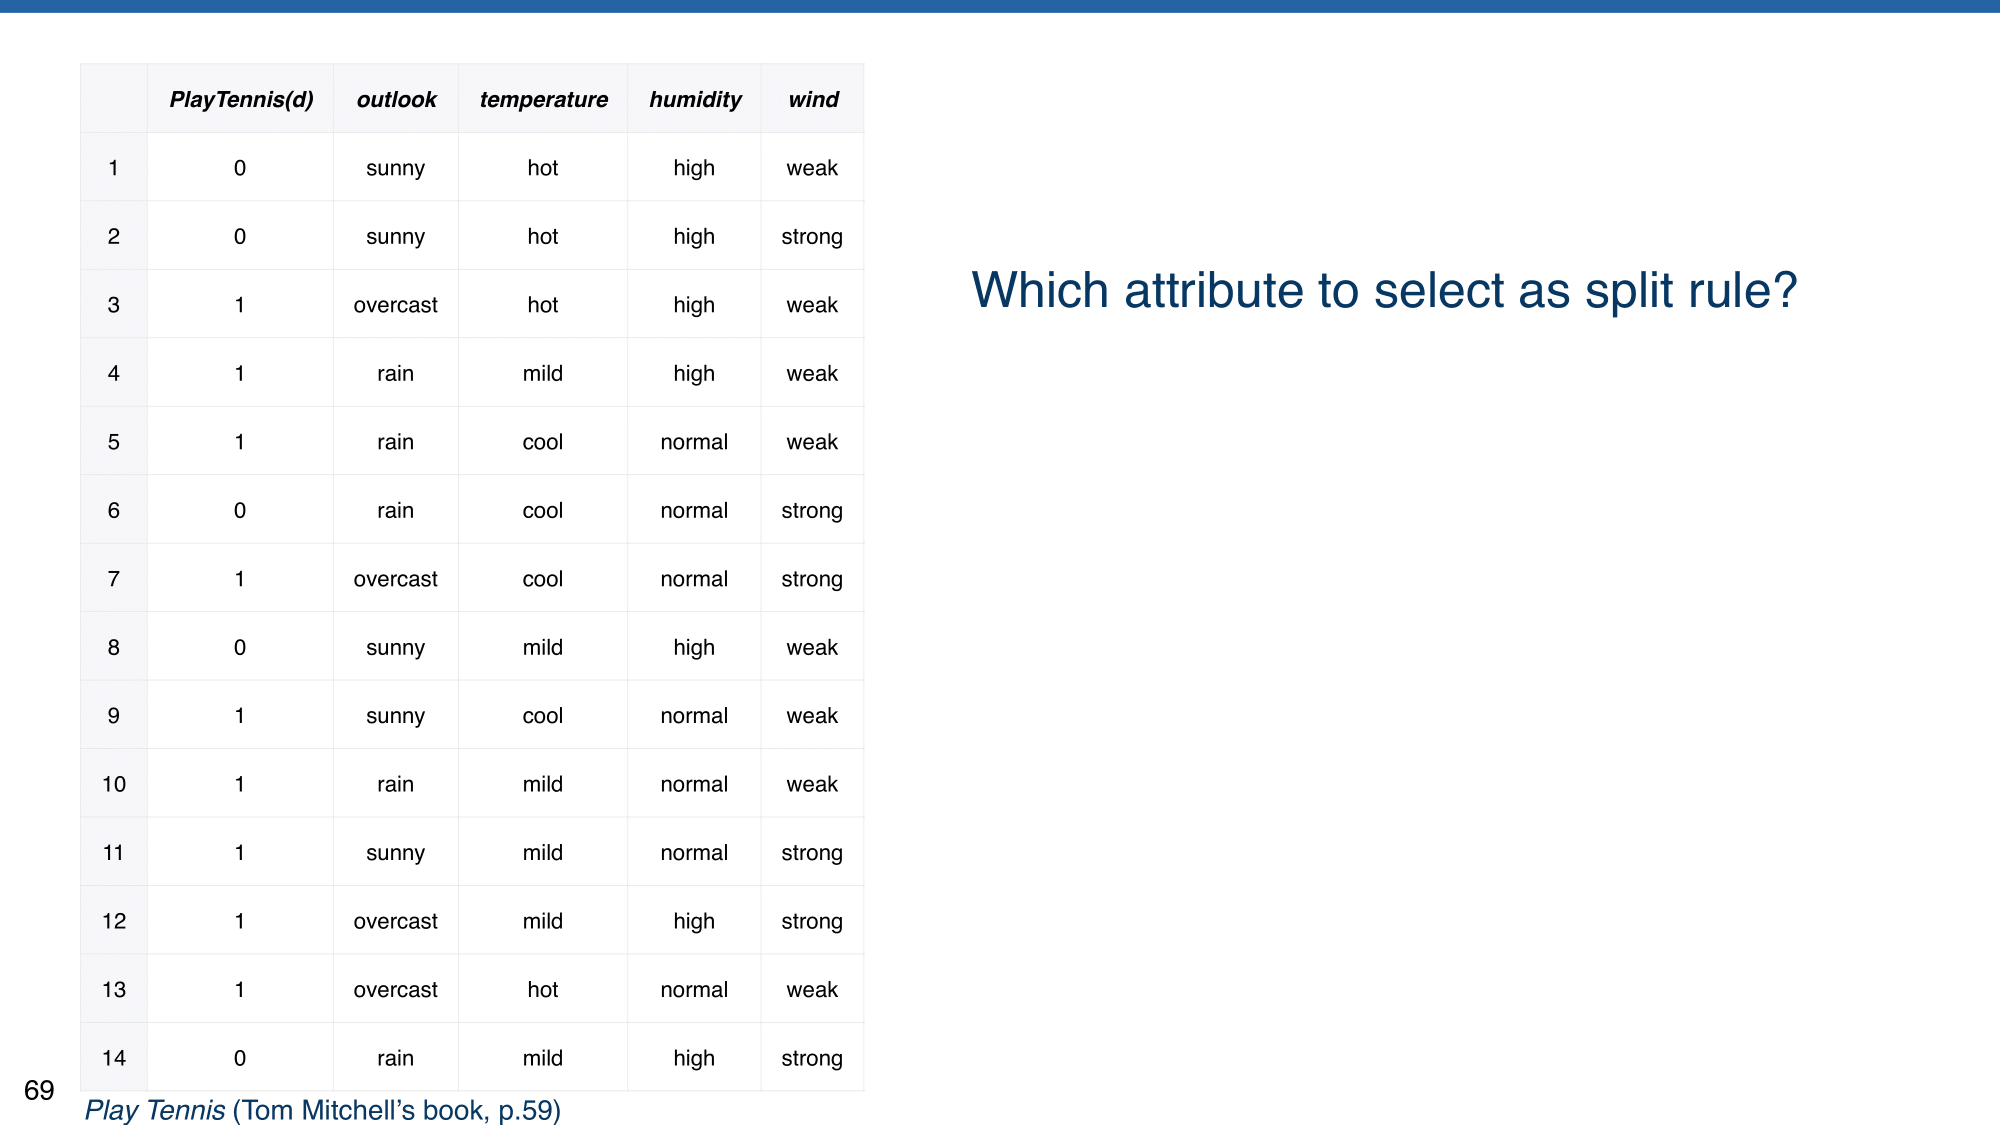 PlayTennis(d) outlook temperature humidity wind
1 0 sunny hot high weak
2 0 sunny hot high strong
3 1 overcast hot high weak
4 1 rain mild high weak
5 1 rain cool normal weak
6 0 rain cool normal strong
7 1 overcast cool normal strong
8 0 sunny mild high weak
9 1 sunny cool normal weak
10 1 rain mild normal weak
11 1 sunny mild normal strong
12 1 overcast mild high strong
13 1 overcast hot normal weak
14 0 rain mild high strong
Which attribute to select as split rule?
69
Play Tennis (Tom Mitchell’s book, p.59)